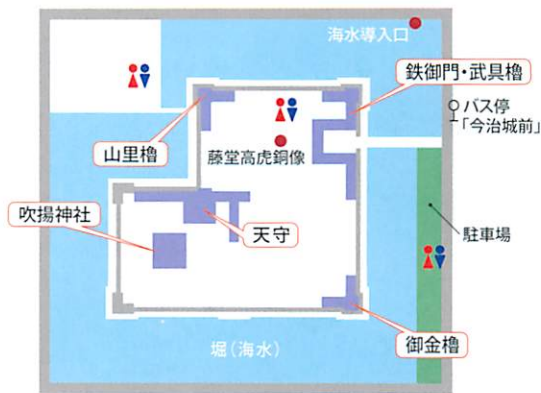 海水導入口
鉄御門・武具櫓
バス停
「今治城前」
山里櫓
藤堂高虎銅像
吹揚神社
天守
駐車場
御金櫓
堀（海水）